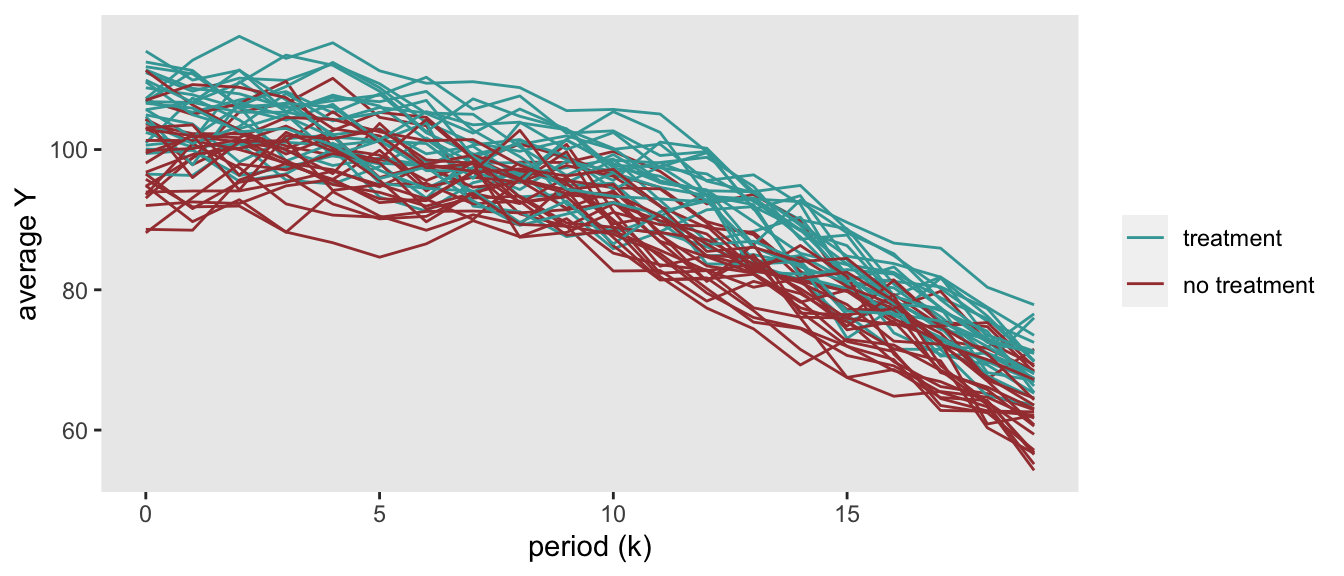 average Y
100
80
60
0 5 10 15
period (k)
treatment
no treatment